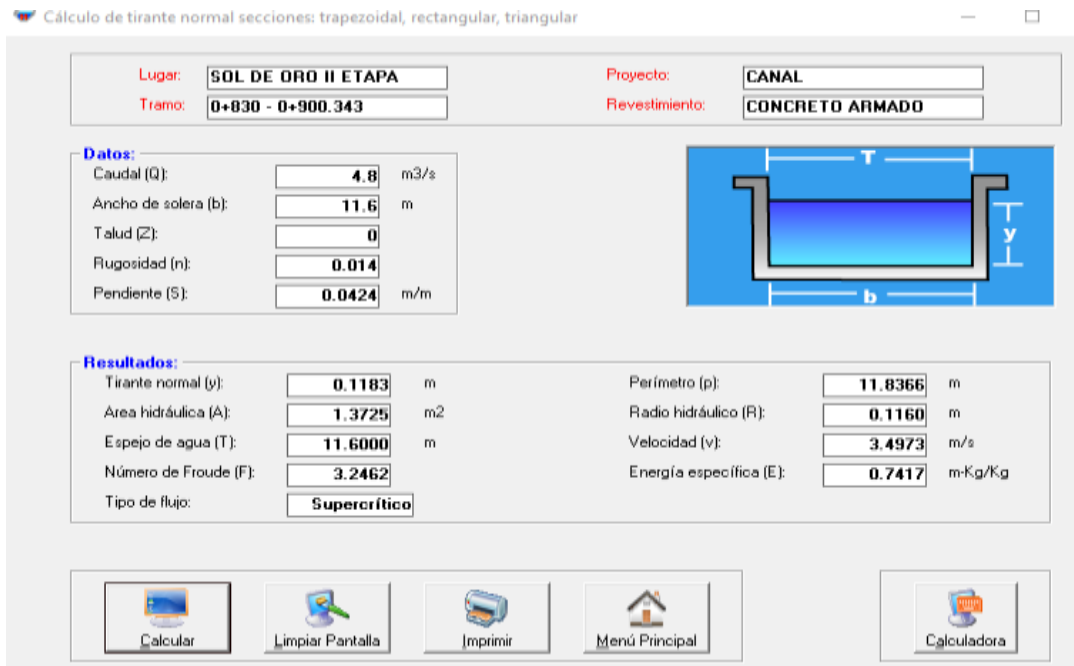 Cálculo de tirante normal secciones: trapezoidal, rectangular, triangular
Lugar: SOL DE ORO II ETAPA Proyecto: CANAL
Tramo: 0+830 - 0+900.343 Revestimiento: CONCRETO ARMADO
Datos:
Caudal (Q): 4.8 m3/s
Ancho de solera (b): 11.6 m
Talud (Z): 0
Rugosidad (n): 0.014
Pendiente (S): 0.0424 m/m
T
y
b
Resultados:
Tirante normal (y): 0.1183 m Perímetro (p): 11.8366 m
Area hidráulica (A): 1.3725 m2 Radio hidráulico (R): 0.1160 m
Espejo de agua (T): 11.6000 m Velocidad (v): 3.4973 m/s
Número de Froude (F): 3.2462 Energía específica (E): 0.7417 m-Kg/Kg
Tipo de flujo: Supercrítico
Calcular Limpiar Pantalla Imprimir Menú Principal Calculadora